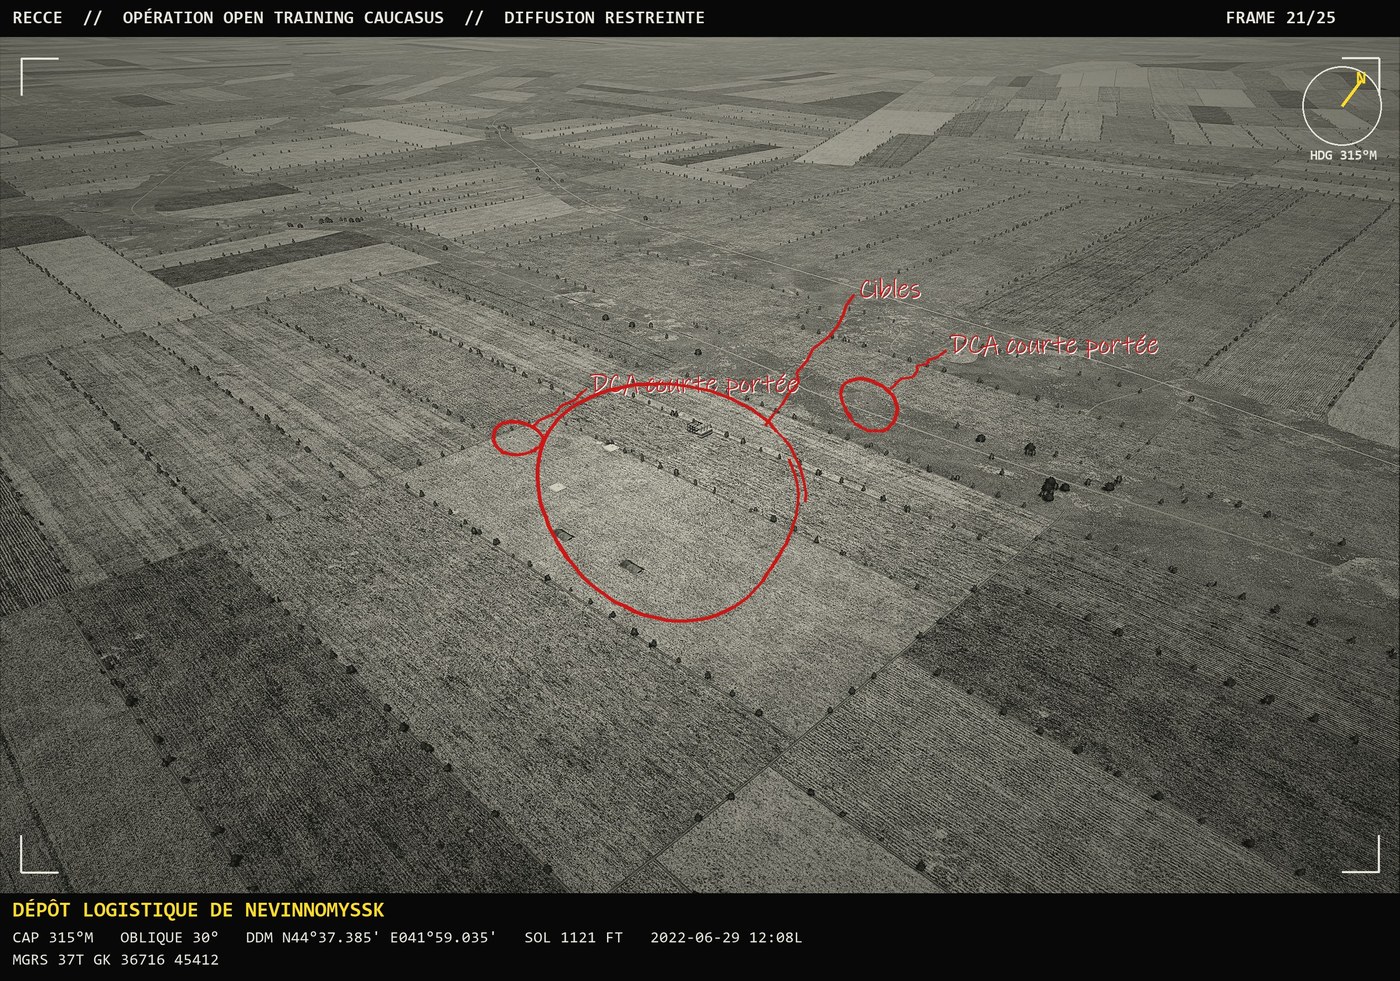 RECCE // OPÉRATION OPEN TRAINING CAUCASUS // DIFFUSION RESTREINTE
FRAME 21/25
N
HDG 315°M
Cibles
DCA courte portée
DCA courte portée
DÉPÔT LOGISTIQUE DE NEVINNOMYSSK
CAP 315°M OBLIQUE 30° DDM N44°37.385' E041°59.035' SOL 1121 FT 2022-06-29 12:08L
MGRS 37T GK 36716 45412